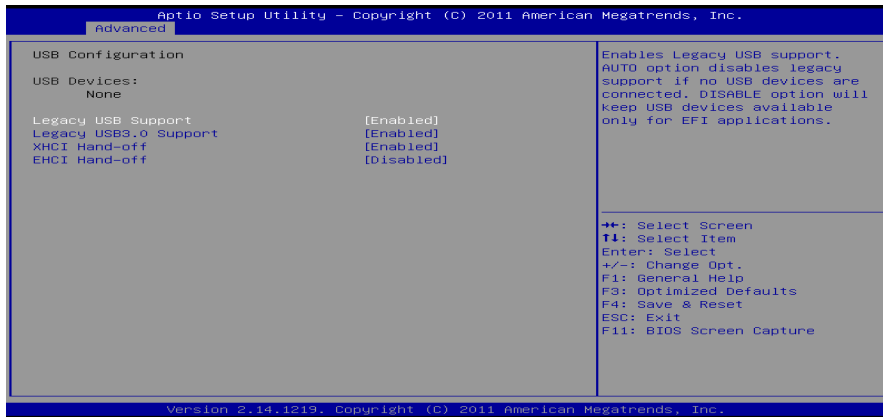 Aptio Setup Utility – Copyright (C) 2011 American Megatrends, Inc.
Advanced
USB Configuration
USB Devices:
None
Legacy USB Support [Enabled]
Legacy USB3.0 Support [Enabled]
XHCI Hand-off [Enabled]
EHCI Hand-off [Disabled]
Enables Legacy USB support.
AUTO option disables legacy
support if no USB devices are
connected. DISABLE option will
keep USB devices available
only for EFI applications.
→←: Select Screen
↑↓: Select Item
Enter: Select
+/-: Change Opt.
F1: General Help
F3: Optimized Defaults
F4: Save & Reset
ESC: Exit
F11: BIOS Screen Capture
Version 2.14.1219. Copyright (C) 2011 American Megatrends, Inc.